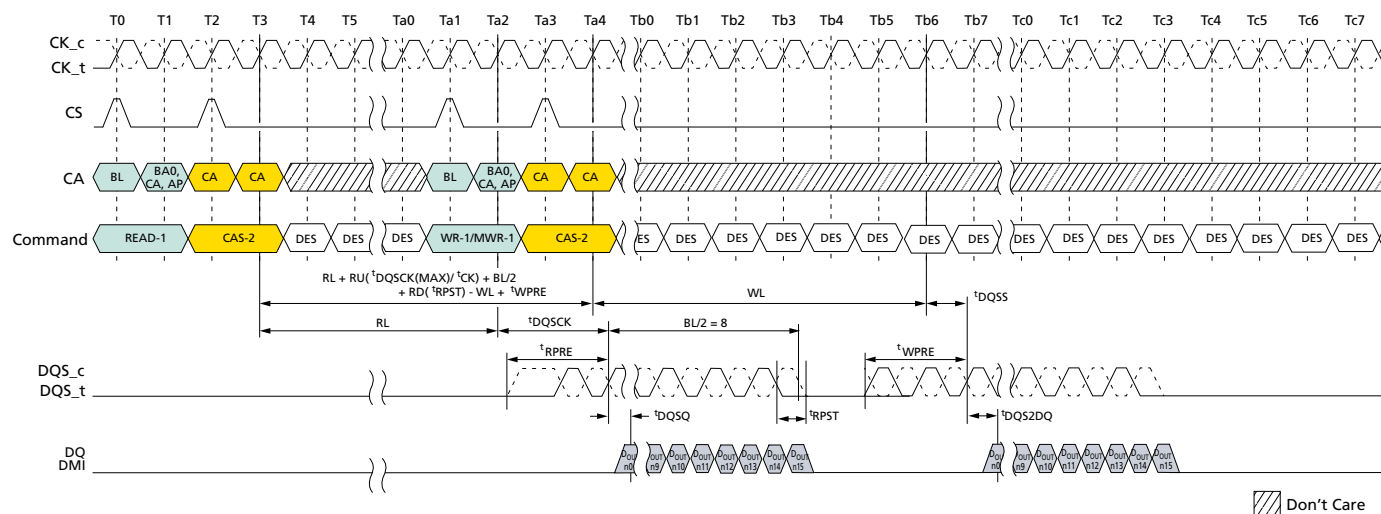 T0 T1 T2 T3 T4 T5 Ta0 Ta1 Ta2 Ta3 Ta4 Tb0 Tb1 Tb2 Tb3 Tb4 Tb5 Tb6 Tb7 Tc0 Tc1 Tc2 Tc3 Tc4 Tc5 Tc6 Tc7
CK_c
CK_t
CS
CA BL BA0, CA, AP CA CA BL BA0, CA, AP CA CA
Command READ-1 CAS-2 DES DES DES WR-1/MWR-1 CAS-2 ES DES DES DES DES DES DES DES DES DES DES DES DES DES DES DES
RL + RU( tDQSCK(MAX)/ tCK) + BL/2
+ RD( tRPST) - WL + tWPRE
WL
tDQSS
RL
tDQSCK
BL/2 = 8
tRPRE
tWPRE
DQS_c
DQS_t
tDQSQ
tRPST
tDQS2DQ
DQ
DMI
DOU n0 DOUT n9 DOUT n10 DOUT n11 DOUT n12 DOUT n13 DOUT n14 DOUT n15
DOU n0 DOUT n9 DOUT n10 DOUT n11 DOUT n12 DOUT n13 DOUT n14 DOUT n15
Don't Care